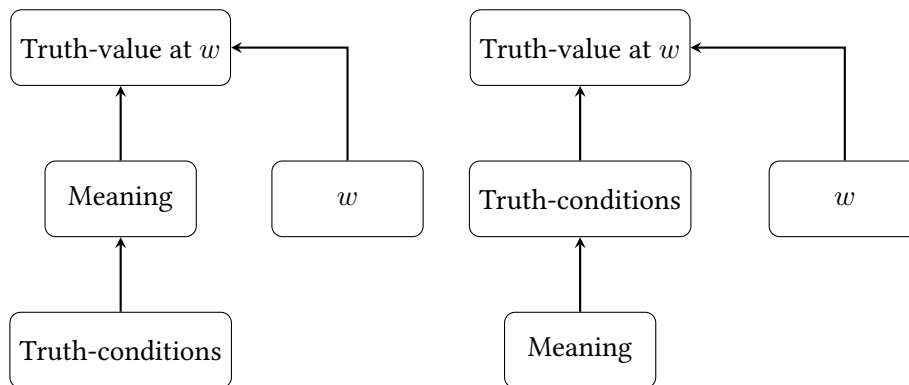 Truth-value at w
Meaning
w
Truth-conditions
Truth-value at w
Truth-conditions
w
Meaning